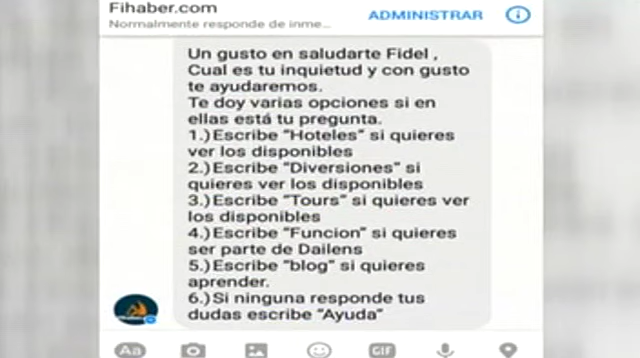 Fihaber.com
Normalmente responde de inme...
ADMINISTRAR
Un gusto en saludarte Fidel ,
Cual es tu inquietud y con gusto
te ayudaremos.
Te doy varias opciones si en
ellas está tu pregunta.
1.)Escribe "Hoteles" si quieres
ver los disponibles
2.)Escribe "Diversiones" si
quieres ver los disponibles
3.)Escribe "Tours" si quieres ver
los disponibles
4.)Escribe "Funcion" si quieres
ser parte de Dailens
5.)Escribe "blog" si quieres
aprender.
6.)Si ninguna responde tus
dudas escribe "Ayuda"
Aa
GIF